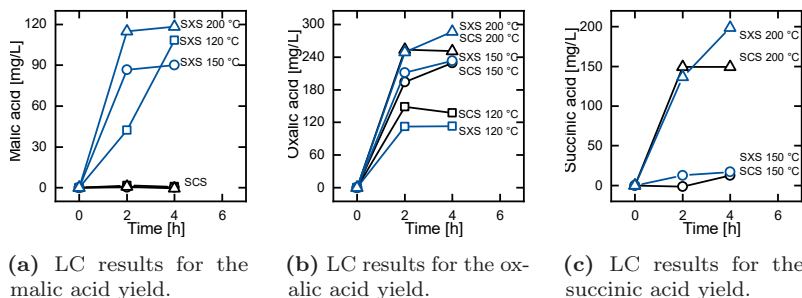 Malic acid [mg/L]
120
90
60
30
0
SXS 200 °C
SXS 120 °C
SXS 150 °C
SCS
0 2 4 6
Time [h]
(a) LC results for the
malic acid yield.
Oxalic acid [mg/L]
300
240
180
120
60
0
SXS 200 °C
SCS 200 °C
SXS 150 °C
SCS 150 °C
SCS 120 °C
SXS 120 °C
0 2 4 6
Time [h]
(b) LC results for the ox-
alic acid yield.
Succinic acid [mg/L]
200
150
100
50
0
SXS 200 °C
SCS 200 °C
SXS 150 °C
SCS 150 °C
0 2 4 6
Time [h]
(c) LC results for the
succinic acid yield.